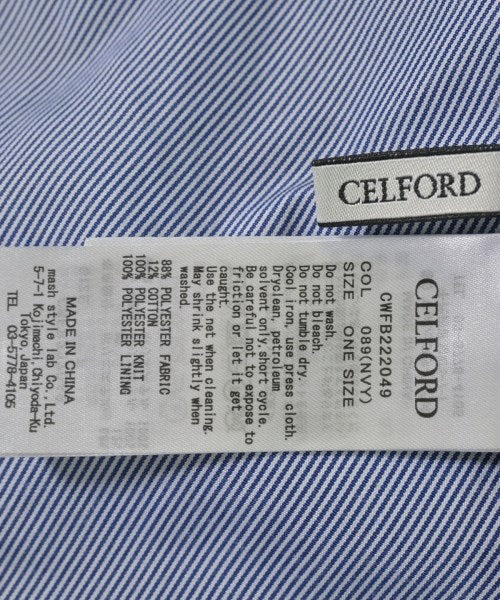 CELFORD
CELFORD
CWFB222049
COL 089(NVY)
SIZE ONE SIZE
Do not wash.
Do not bleach.
Do not tumble dry.
Cool iron, use press cloth.
Dryclean, petrolaum
solvent only, short cycle.
Be careful not to expose to
friction or let it get
caught.
Use the net when cleaning.
May shrink slightly when
washed.
88% POLYESTER FABRIC
12% COTTON
100% POLYESTER KNIT
100% POLYESTER LINING
MADE IN CHINA
mash style lab Co., Ltd.
5-7-1 Kojimachi,Chiyoda-Ku
Tokyo,Japan
TEL 03-5778-4105